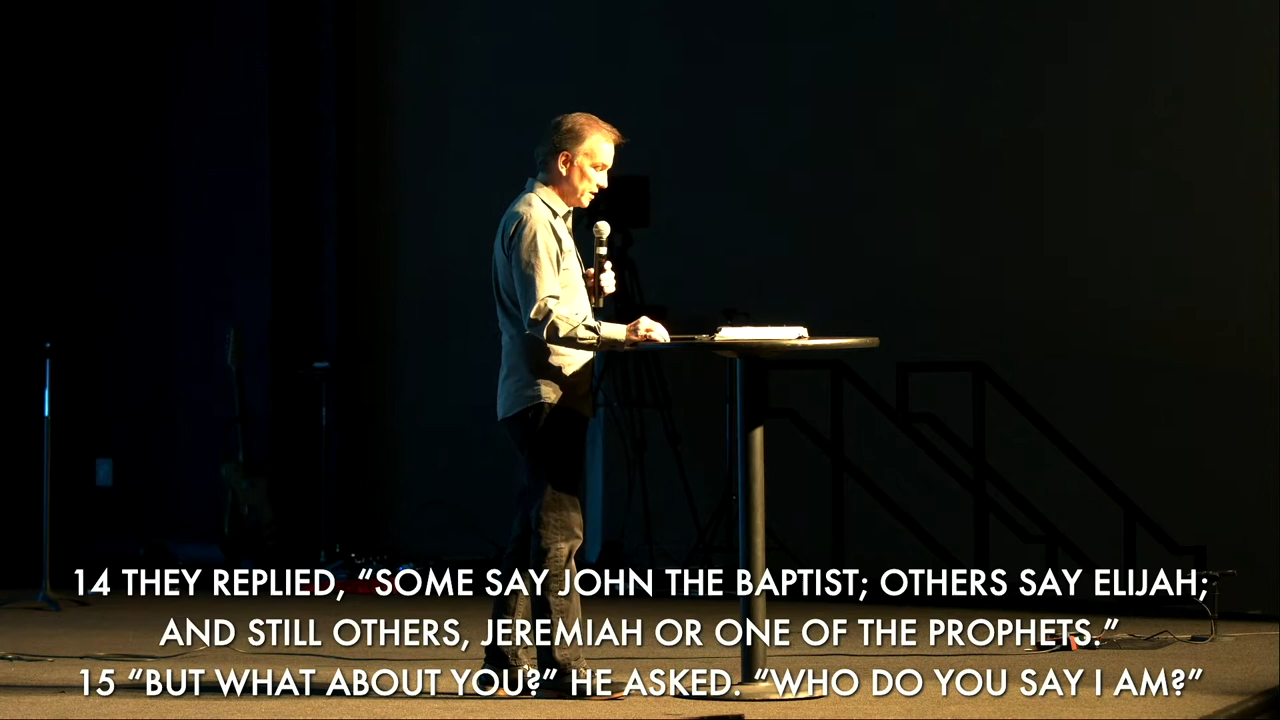 14 THEY REPLIED, “SOME SAY JOHN THE BAPTIST; OTHERS SAY ELIJAH;
AND STILL OTHERS, JEREMIAH OR ONE OF THE PROPHETS.”
15 “BUT WHAT ABOUT YOU?” HE ASKED. “WHO DO YOU SAY I AM?”